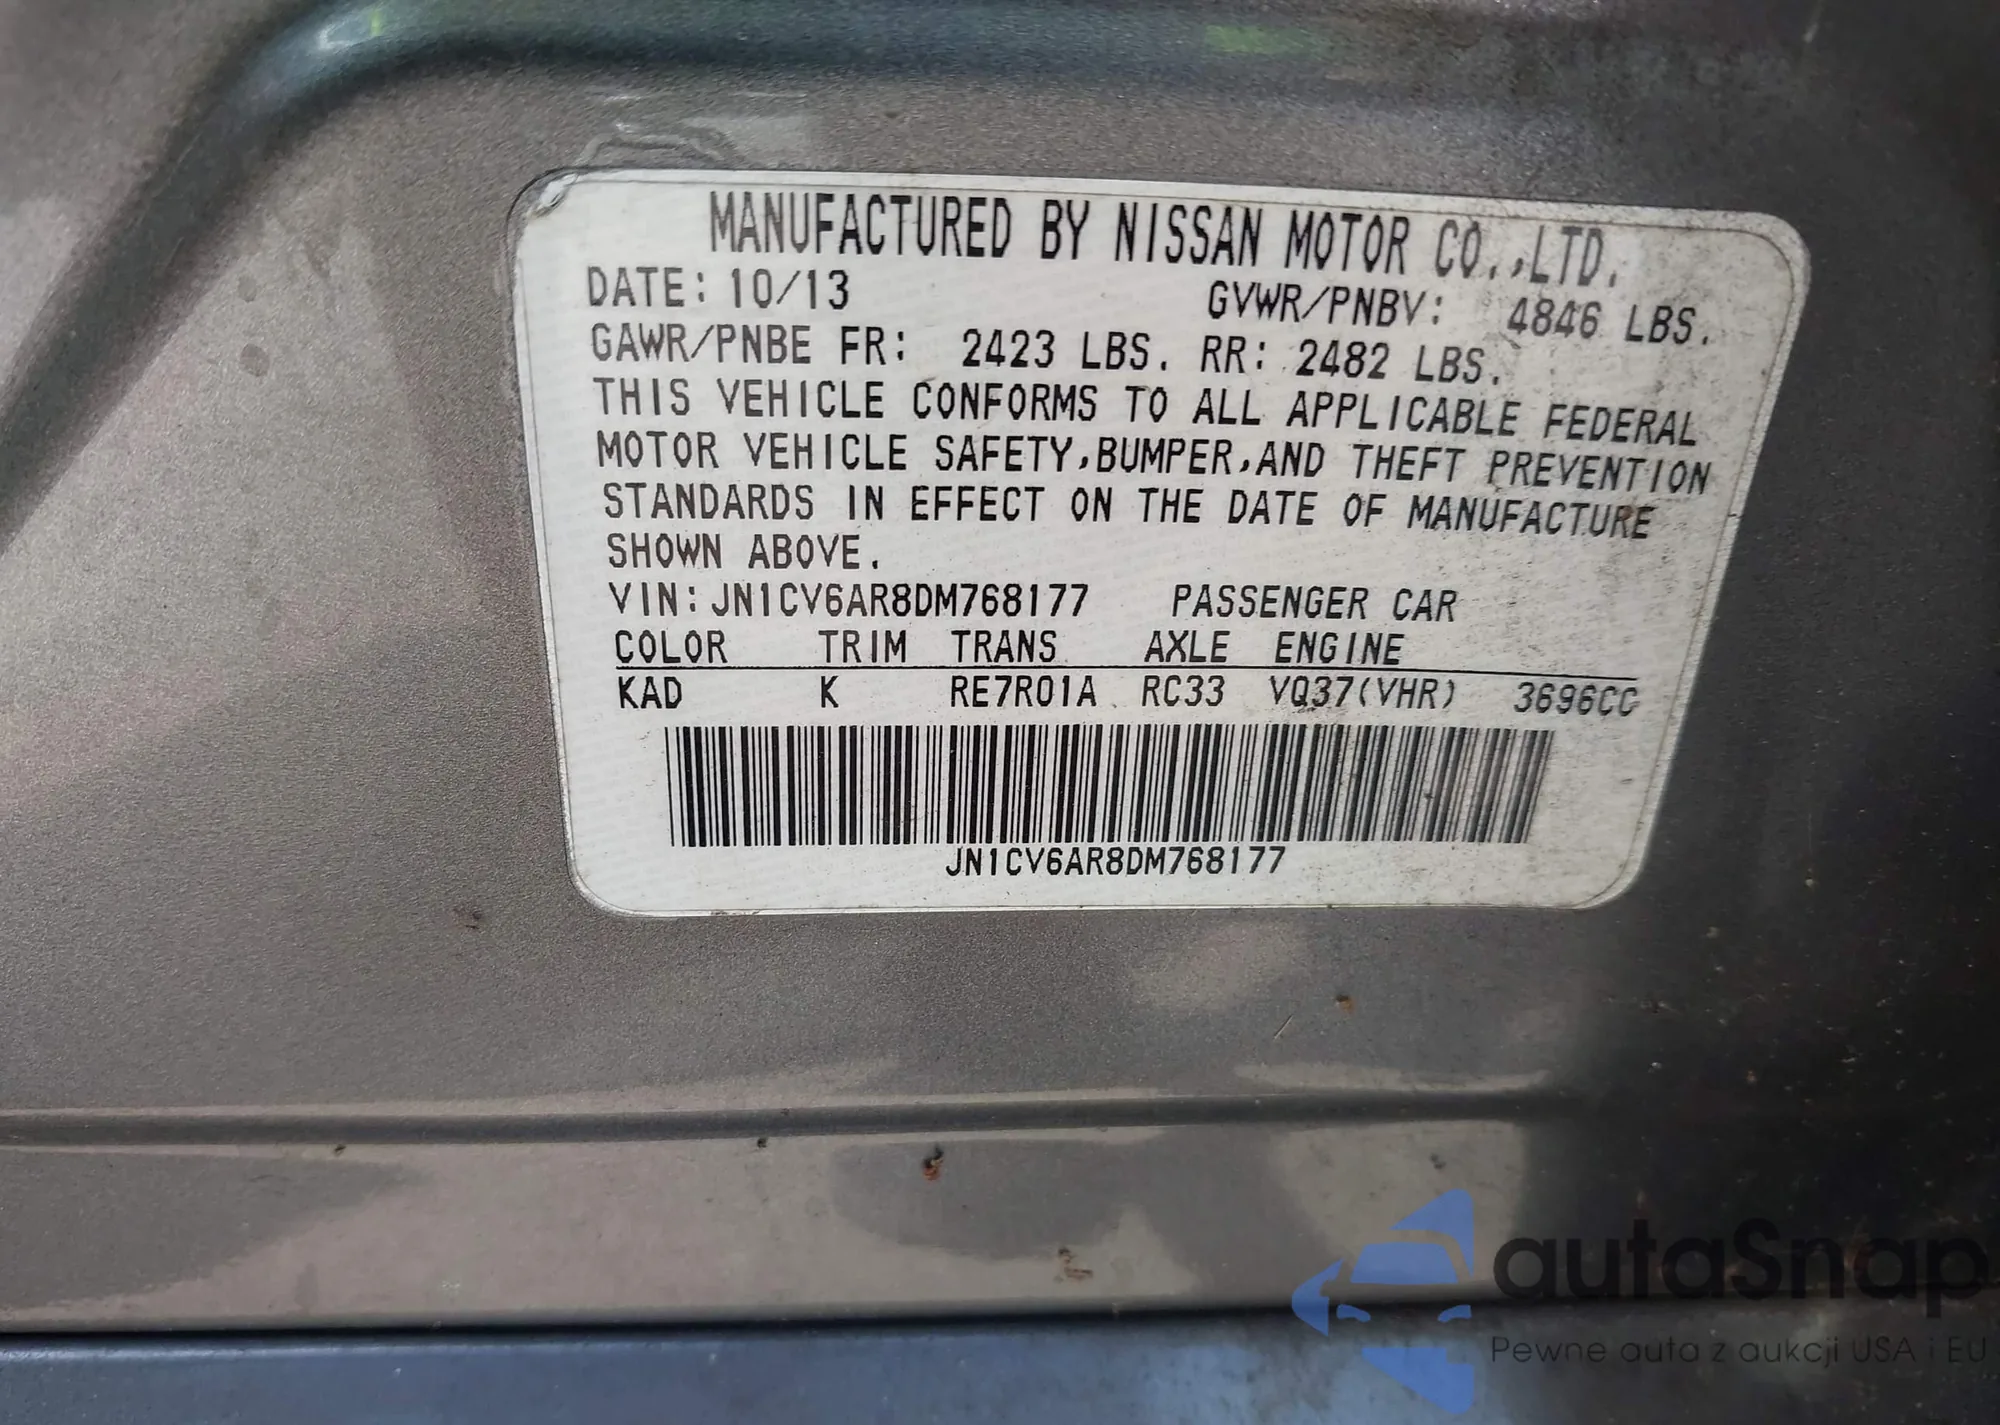 MANUFACTURED BY NISSAN MOTOR CO.,LTD.
DATE: 10/13 GVWR/PNBV: 4846 LBS.
GAWR/PNBE FR: 2423 LBS. RR: 2482 LBS.
THIS VEHICLE CONFORMS TO ALL APPLICABLE FEDERAL
MOTOR VEHICLE SAFETY,BUMPER,AND THEFT PREVENTION
STANDARDS IN EFFECT ON THE DATE OF MANUFACTURE
SHOWN ABOVE.
VIN: JN1CV6AR8DM768177 PASSENGER CAR
COLOR TRIM TRANS AXLE ENGINE
KAD K RE7R01A RC33 VQ37(VHR) 3696CC
JN1CV6AR8DM768177
autaSnap
Pewne auta z aukcji USA i EU